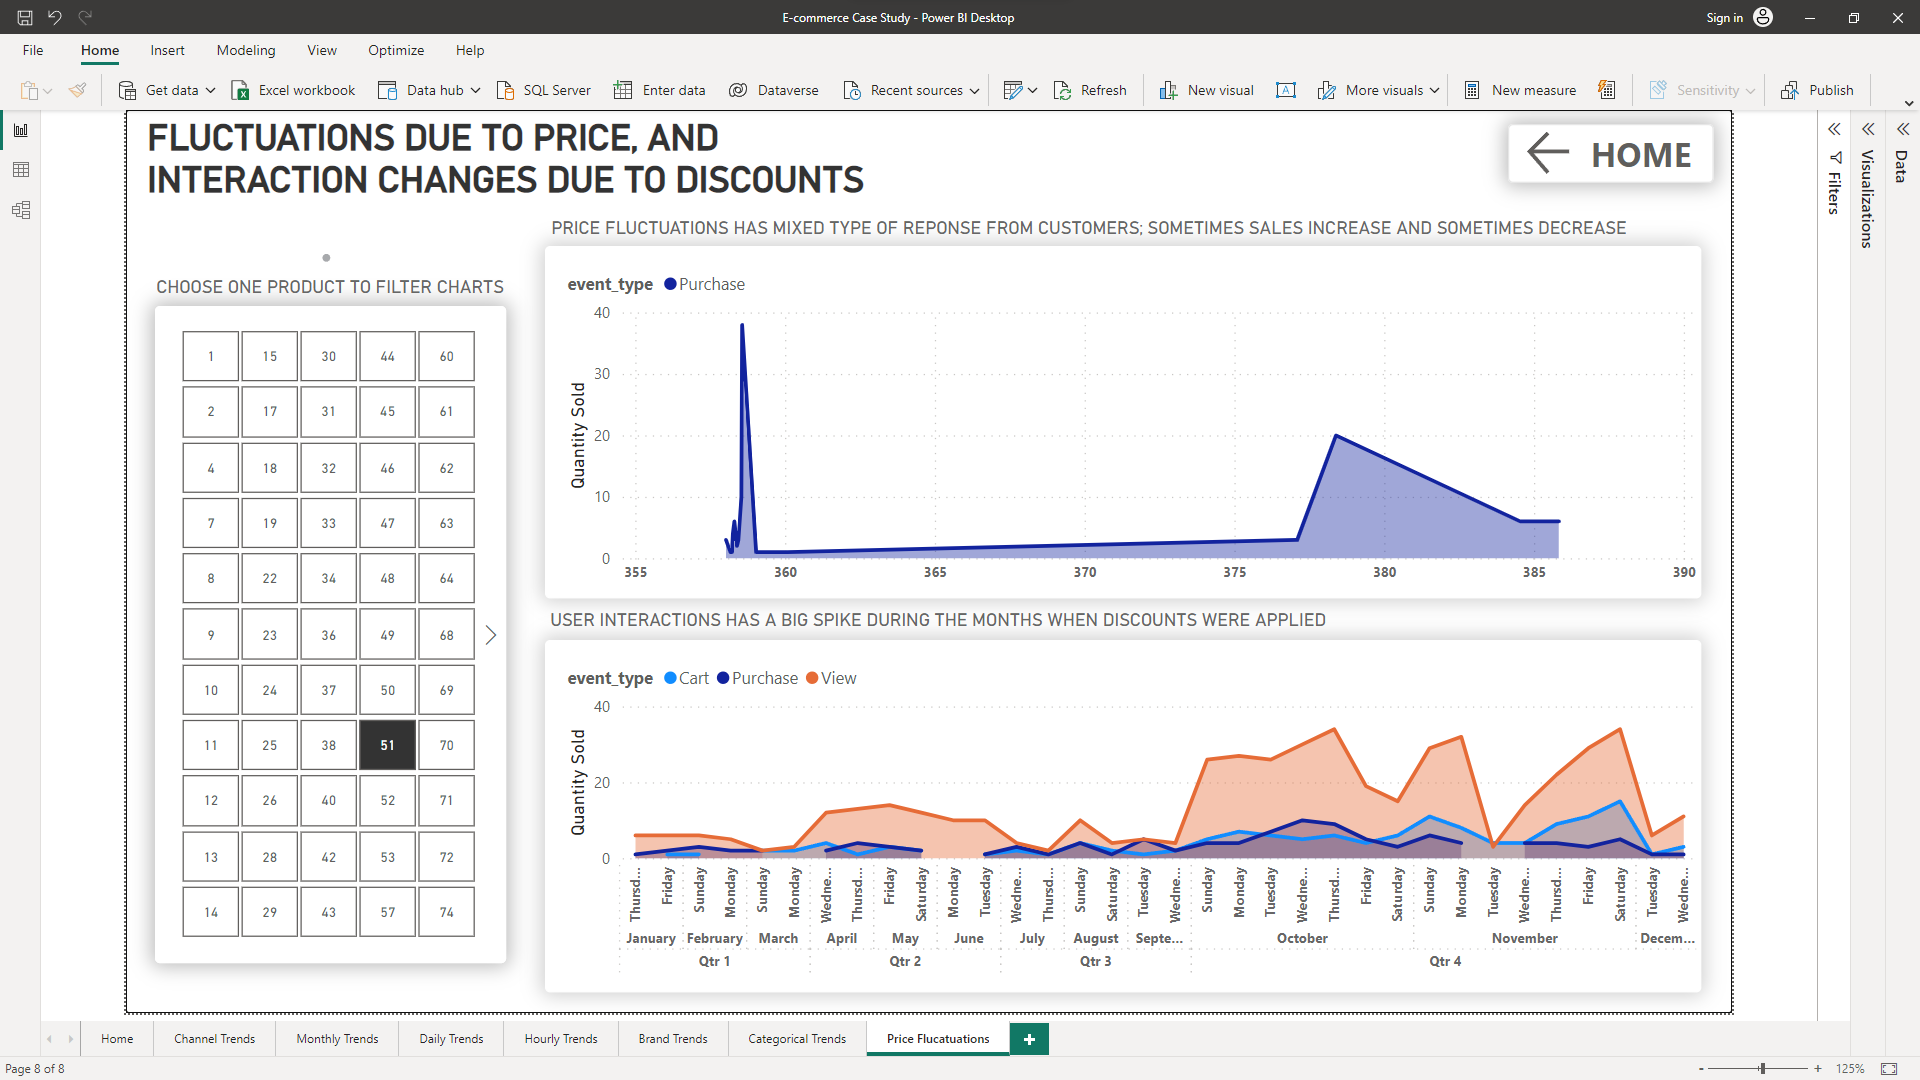 E-commerce Case Study - Power BI Desktop
Sign in
File Home Insert Modeling View Optimize Help
Get data Excel workbook Data hub SQL Server Enter data Dataverse Recent sources Refresh New visual More visuals New measure Sensitivity Publish
FLUCTUATIONS DUE TO PRICE, AND
INTERACTION CHANGES DUE TO DISCOUNTS
HOME
Filters
Visualizations
Data
CHOOSE ONE PRODUCT TO FILTER CHARTS
1 15 30 44 60
2 17 31 45 61
4 18 32 46 62
7 19 33 47 63
8 22 34 48 64
9 23 36 49 68
10 24 37 50 69
11 25 38 51 70
12 26 40 52 71
13 28 42 53 72
14 29 43 57 74
PRICE FLUCTUATIONS HAS MIXED TYPE OF REPONSE FROM CUSTOMERS; SOMETIMES SALES INCREASE AND SOMETIMES DECREASE
event_type Purchase
Quantity Sold
40
30
20
10
0
355 360 365 370 375 380 385 390
USER INTERACTIONS HAS A BIG SPIKE DURING THE MONTHS WHEN DISCOUNTS WERE APPLIED
event_type Cart Purchase View
Quantity Sold
40
20
0
Thursd... Friday Sunday Monday Sunday Monday Wedne... Thursd... Friday Saturday Monday Tuesday Wedne... Thursd... Sunday Saturday Tuesday Wedne... Sunday Monday Tuesday Wedne... Thursd... Friday Saturday Sunday Monday Tuesday Wedne... Thursd... Friday Saturday Tuesday Wedne...
January February March April May June July August Septe... October November Decem...
Qtr 1 Qtr 2 Qtr 3 Qtr 4
Home Channel Trends Monthly Trends Daily Trends Hourly Trends Brand Trends Categorical Trends Price Flucatuations +
Page 8 of 8
- + 125%